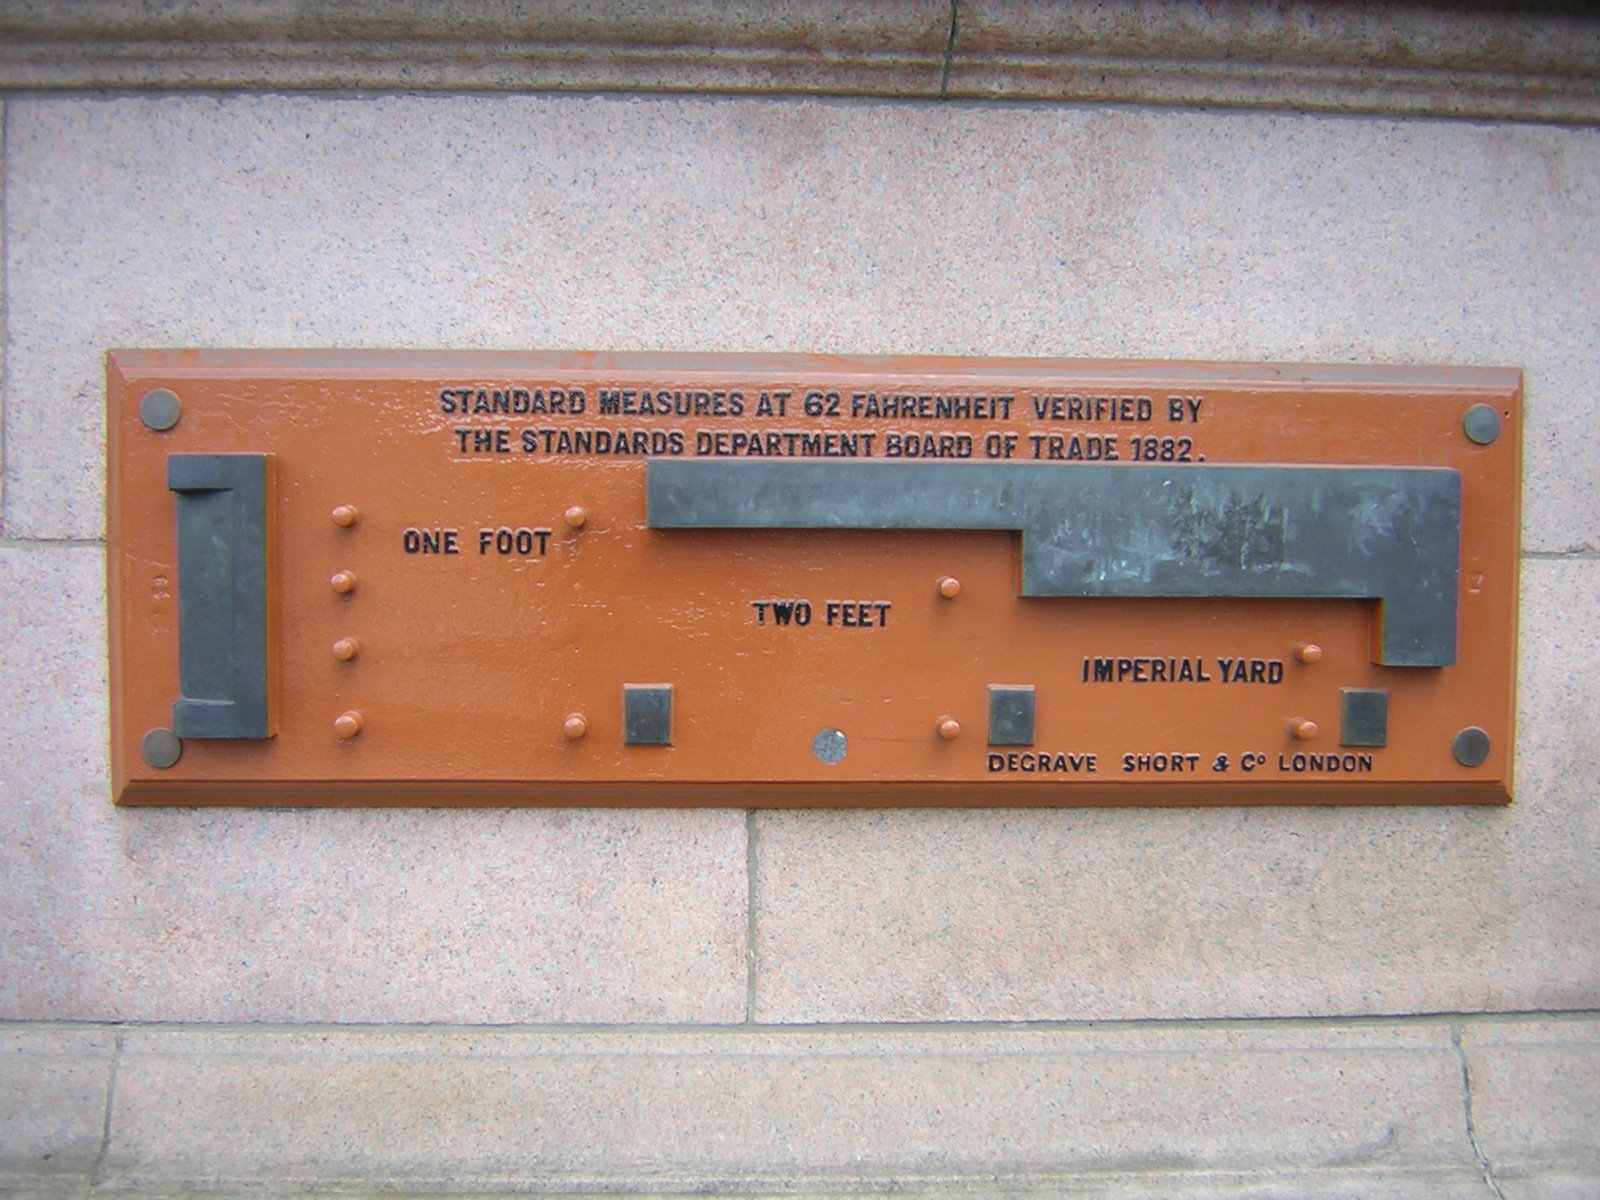 STANDARD MEASURES AT 62 FAHRENHEIT VERIFIED BY
THE STANDARDS DEPARTMENT BOARD OF TRADE 1882.
ONE FOOT
TWO FEET
IMPERIAL YARD
DEGRAVE SHORT & Cº LONDON